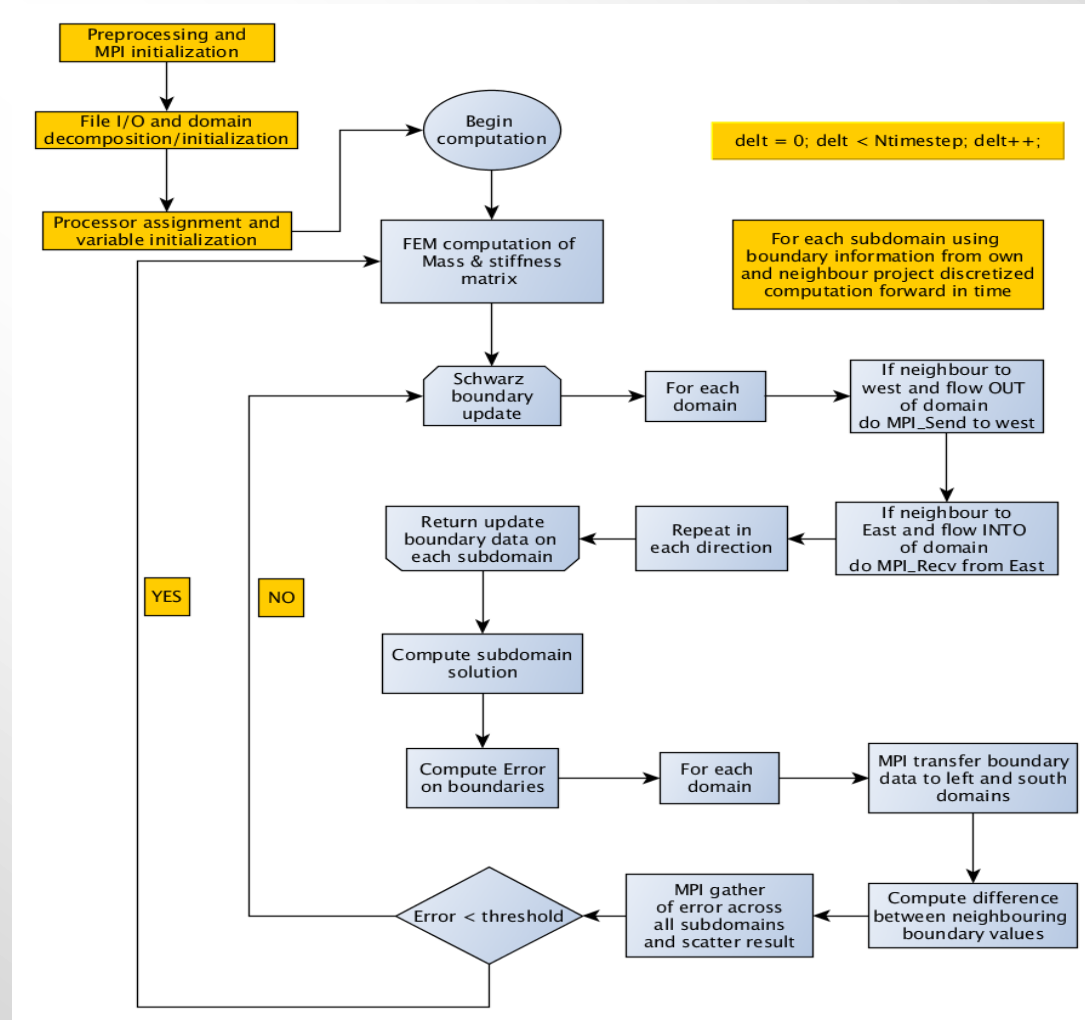 Preprocessing and
MPI initialization
File I/O and domain
decomposition/initialization
Processor assignment and
variable initialization
Begin
computation
delt = 0; delt < Ntimestep; delt++;
FEM computation of
Mass & stiffness
matrix
For each subdomain using
boundary information from own
and neighbour project discretized
computation forward in time
Schwarz
boundary
update
For each
domain
If neighbour to
west and flow OUT
of domain
do MPI_Send to west
If neighbour to
East and flow INTO
of domain
do MPI_Recv from East
Repeat in
each direction
Return update
boundary data on
each subdomain
YES
NO
Compute subdomain
solution
Compute Error
on boundaries
For each
domain
MPI transfer boundary
data to left and south
domains
Compute difference
between neighbouring
boundary values
MPI gather
of error across
all subdomains
and scatter result
Error < threshold